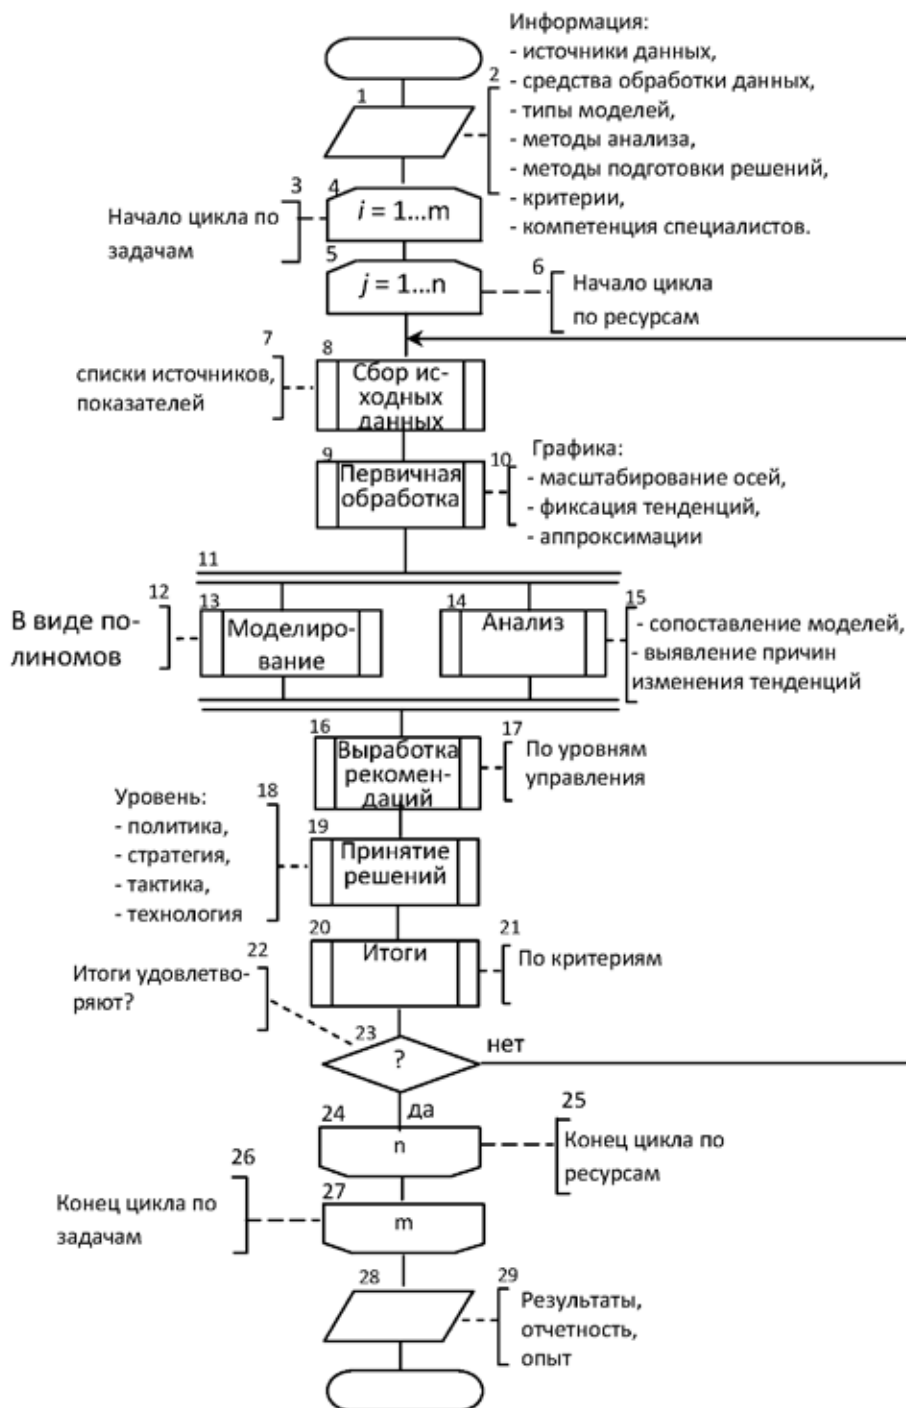 Информация:
- источники данных,
2
- средства обработки данных,
1
- типы моделей,
- методы анализа,
- методы подготовки решений,
3
4
- критерии,
i = 1...m
Начало цикла по
задачам
- компетенция специалистов.
5
6
j = 1...n
Начало цикла
по ресурсам
7
8
списки источников,
показателей
Сбор ис-
ходных
данных
9
10
Графика:
Первичная
обработка
- масштабирование осей,
- фиксация тенденций,
- аппроксимации
11
12
13
14
15
В виде по-
линомов
Моделиро-
вание
Анализ
- сопоставление моделей,
- выявление причин
изменения тенденций
16
17
Выработка
рекомен-
даций
По уровням
управления
18
Уровень:
- политика,
- стратегия,
- тактика,
- технология
19
Принятие
решений
20
21
Итоги
По критериям
22
Итоги удовлетво-
ряют?
23
?
нет
да
24
25
n
Конец цикла по
ресурсам
26
27
Конец цикла по
задачам
m
28
29
Результаты,
отчетность,
опыт